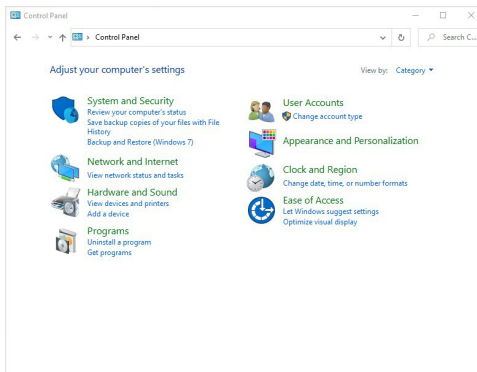 Control Panel
Control Panel
Search C...
Adjust your computer's settings
View by: Category
System and Security
Review your computer's status
Save backup copies of your files with File
History
Backup and Restore (Windows 7)
Network and Internet
View network status and tasks
Hardware and Sound
View devices and printers
Add a device
Programs
Uninstall a program
Get programs
User Accounts
Change account type
Appearance and Personalization
Clock and Region
Change date, time, or number formats
Ease of Access
Let Windows suggest settings
Optimize visual display